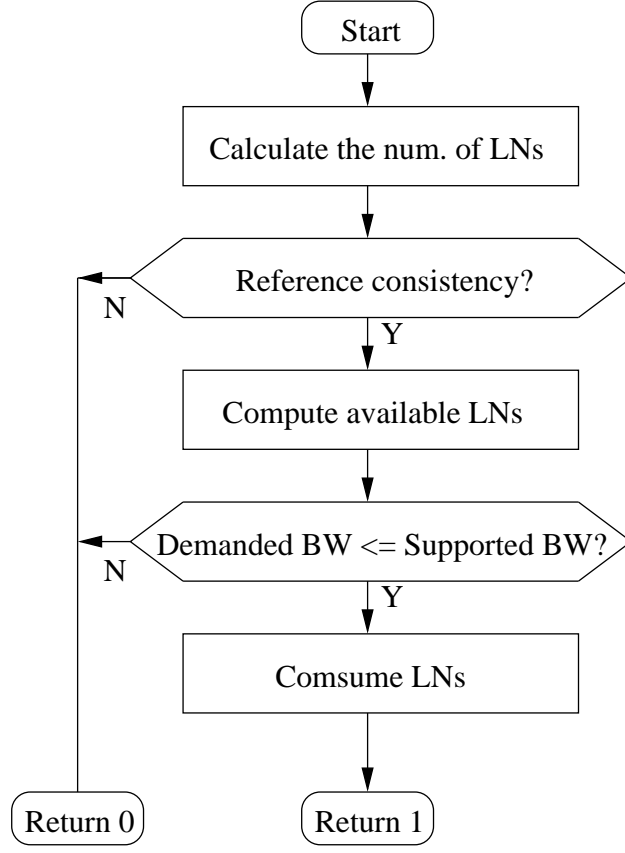 Start
Calculate the num. of LNs
Reference consistency?
N
Y
Compute available LNs
Demanded BW <= Supported BW?
N
Y
Comsume LNs
Return 0
Return 1